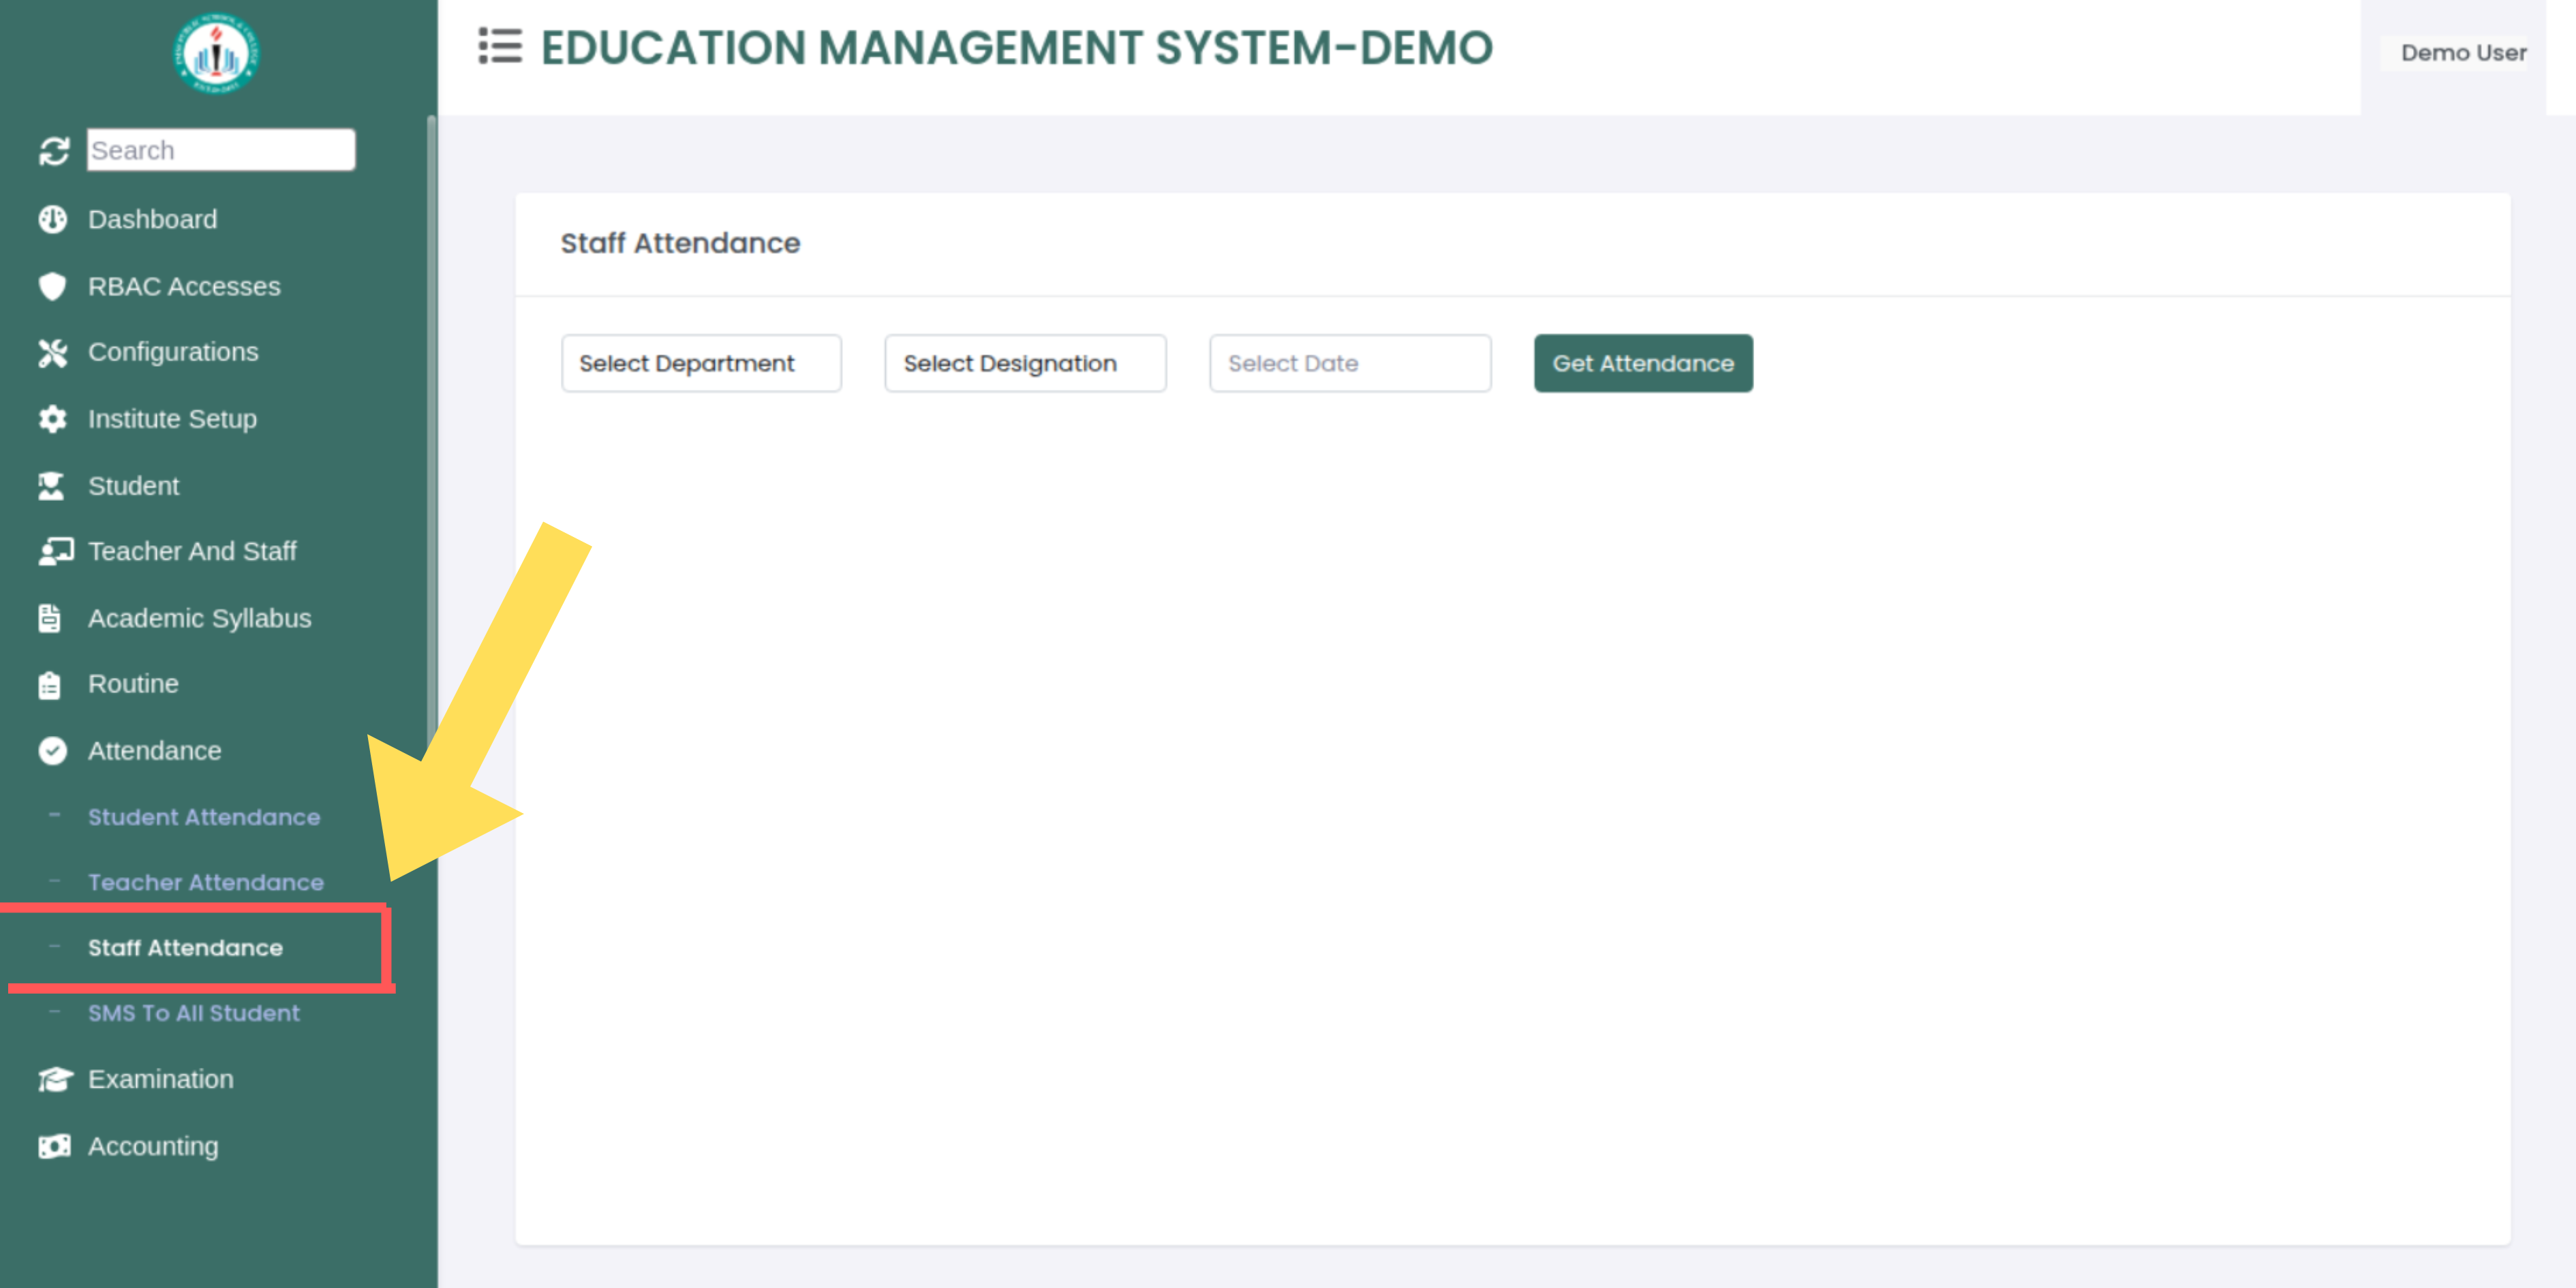 EDUCATION MANAGEMENT SYSTEM-DEMO
Demo User
Search
Dashboard
RBAC Accesses
Configurations
Institute Setup
Student
Teacher And Staff
Academic Syllabus
Routine
Attendance
- Student Attendance
- Teacher Attendance
- Staff Attendance
- SMS To All Student
Examination
Accounting
Staff Attendance
Select Department
Select Designation
Select Date
Get Attendance